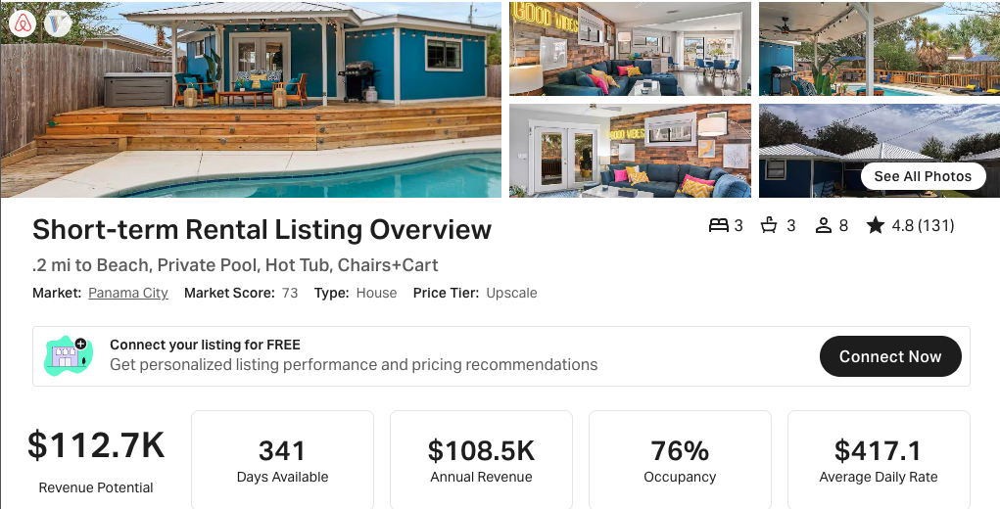 GOOD VIBES
GOOD VIBES
See All Photos
Short-term Rental Listing Overview
3 3 8 4.8 (131)
.2 mi to Beach, Private Pool, Hot Tub, Chairs+Cart
Market: Panama City Market Score: 73 Type: House Price Tier: Upscale
Connect your listing for FREE
Get personalized listing performance and pricing recommendations
Connect Now
$112.7K
Revenue Potential
341
Days Available
$108.5K
Annual Revenue
76%
Occupancy
$417.1
Average Daily Rate